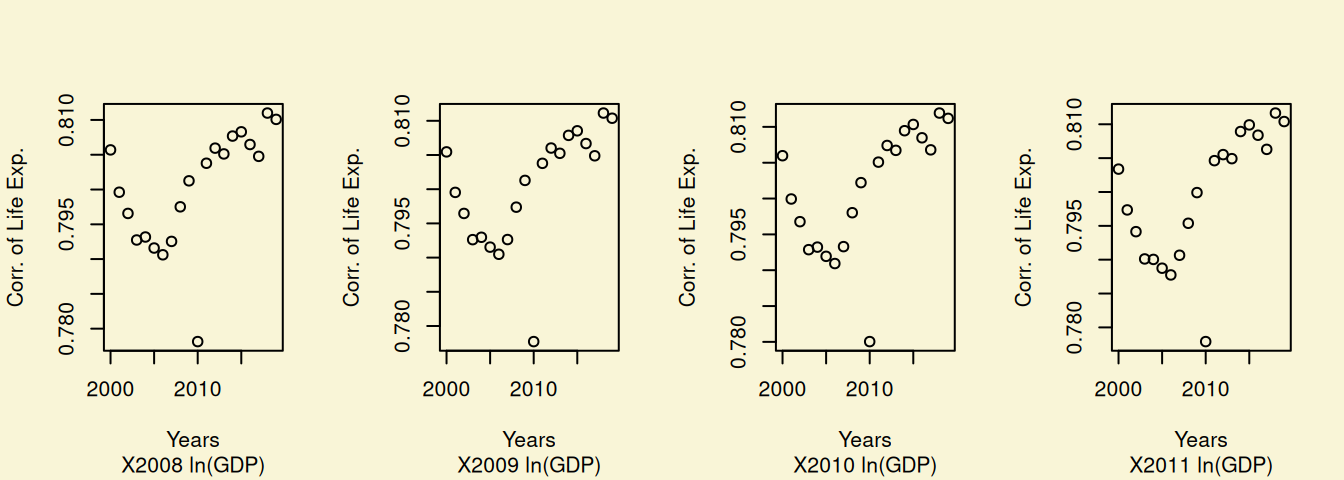 Corr. of Life Exp.
0.780 0.795 0.810
2000 2010
Years
X2008 ln(GDP)
Corr. of Life Exp.
0.780 0.795 0.810
2000 2010
Years
X2009 ln(GDP)
Corr. of Life Exp.
0.780 0.795 0.810
2000 2010
Years
X2010 ln(GDP)
Corr. of Life Exp.
0.780 0.795 0.810
2000 2010
Years
X2011 ln(GDP)